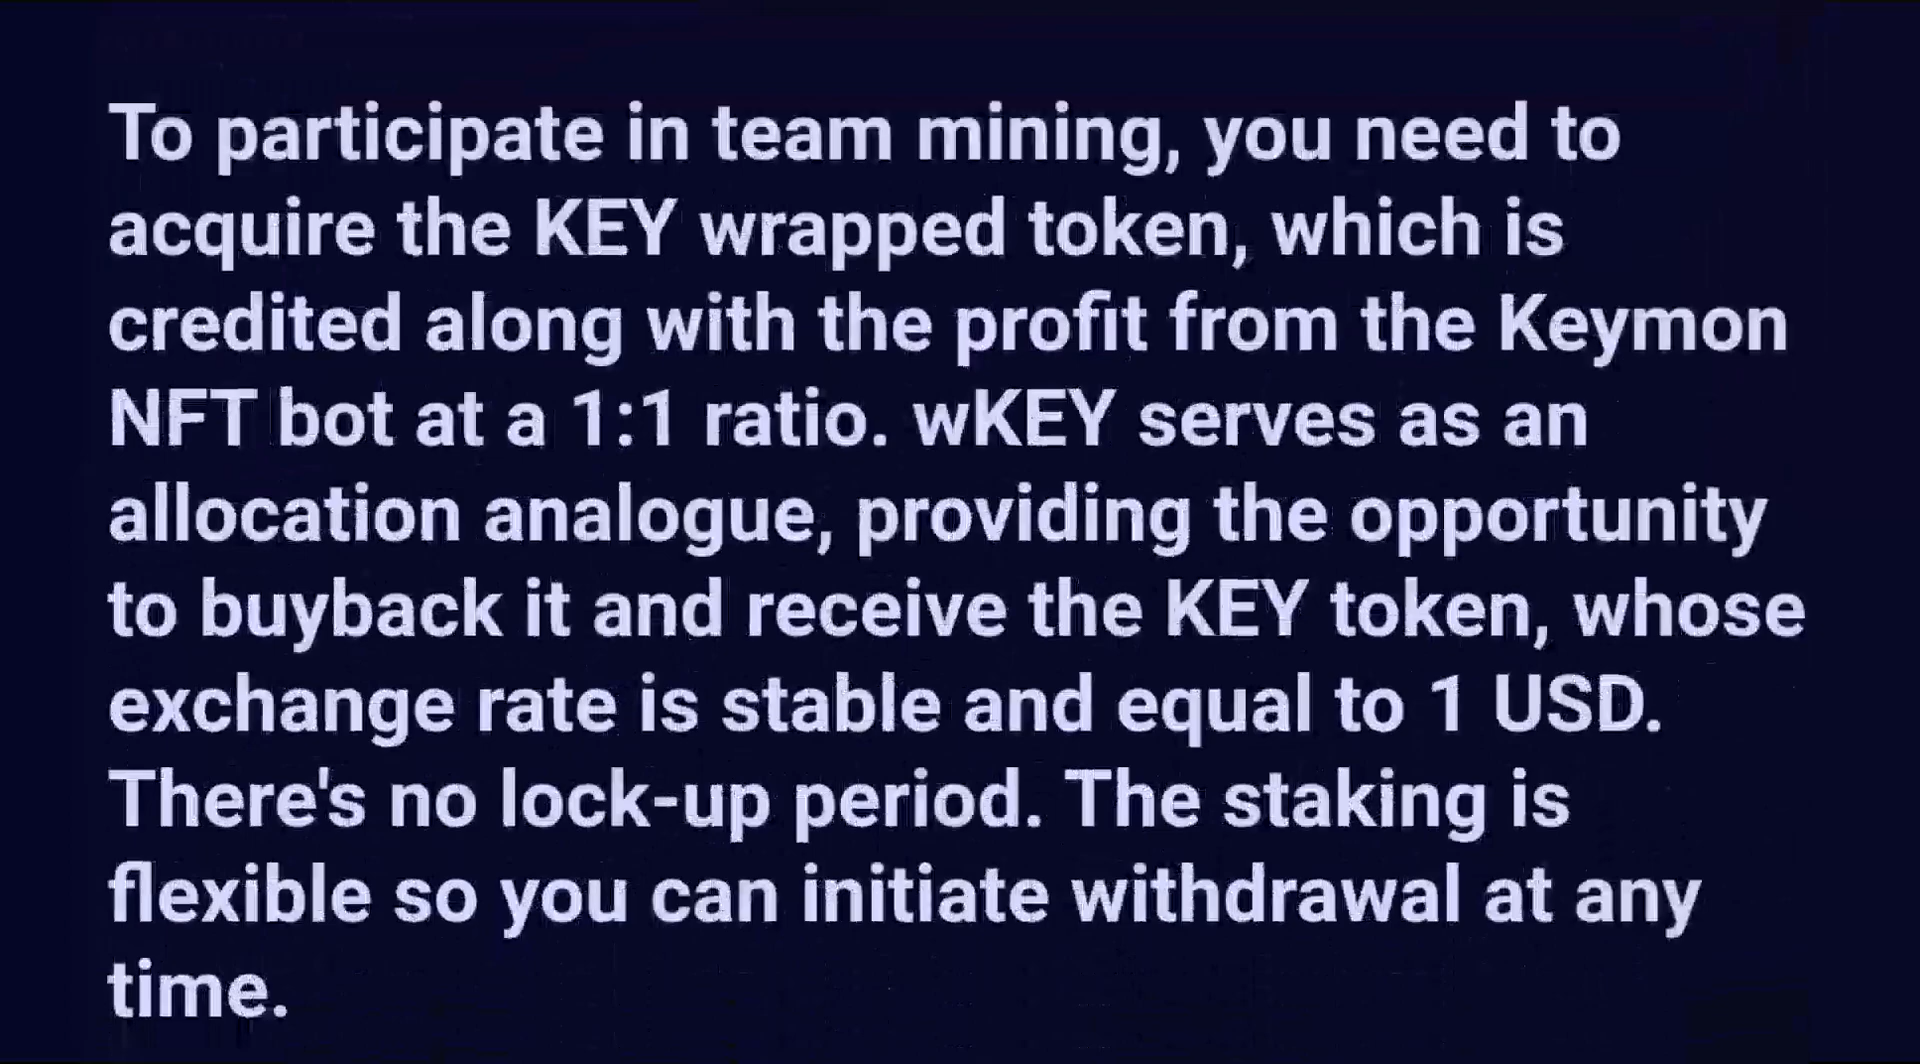 To participate in team mining, you need to
acquire the KEY wrapped token, which is
credited along with the profit from the Keymon
NFT bot at a 1:1 ratio. wKEY serves as an
allocation analogue, providing the opportunity
to buyback it and receive the KEY token, whose
exchange rate is stable and equal to 1 USD.
There's no lock-up period. The staking is
flexible so you can initiate withdrawal at any
time.